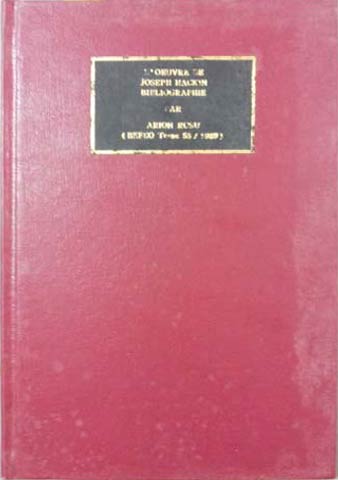 L'OEUVRE DE
JOSEPH HACKIN
BIBLIOGRAPHIE
PAR
ARION ROSU
(BEFEO Tome 55 / 1969)